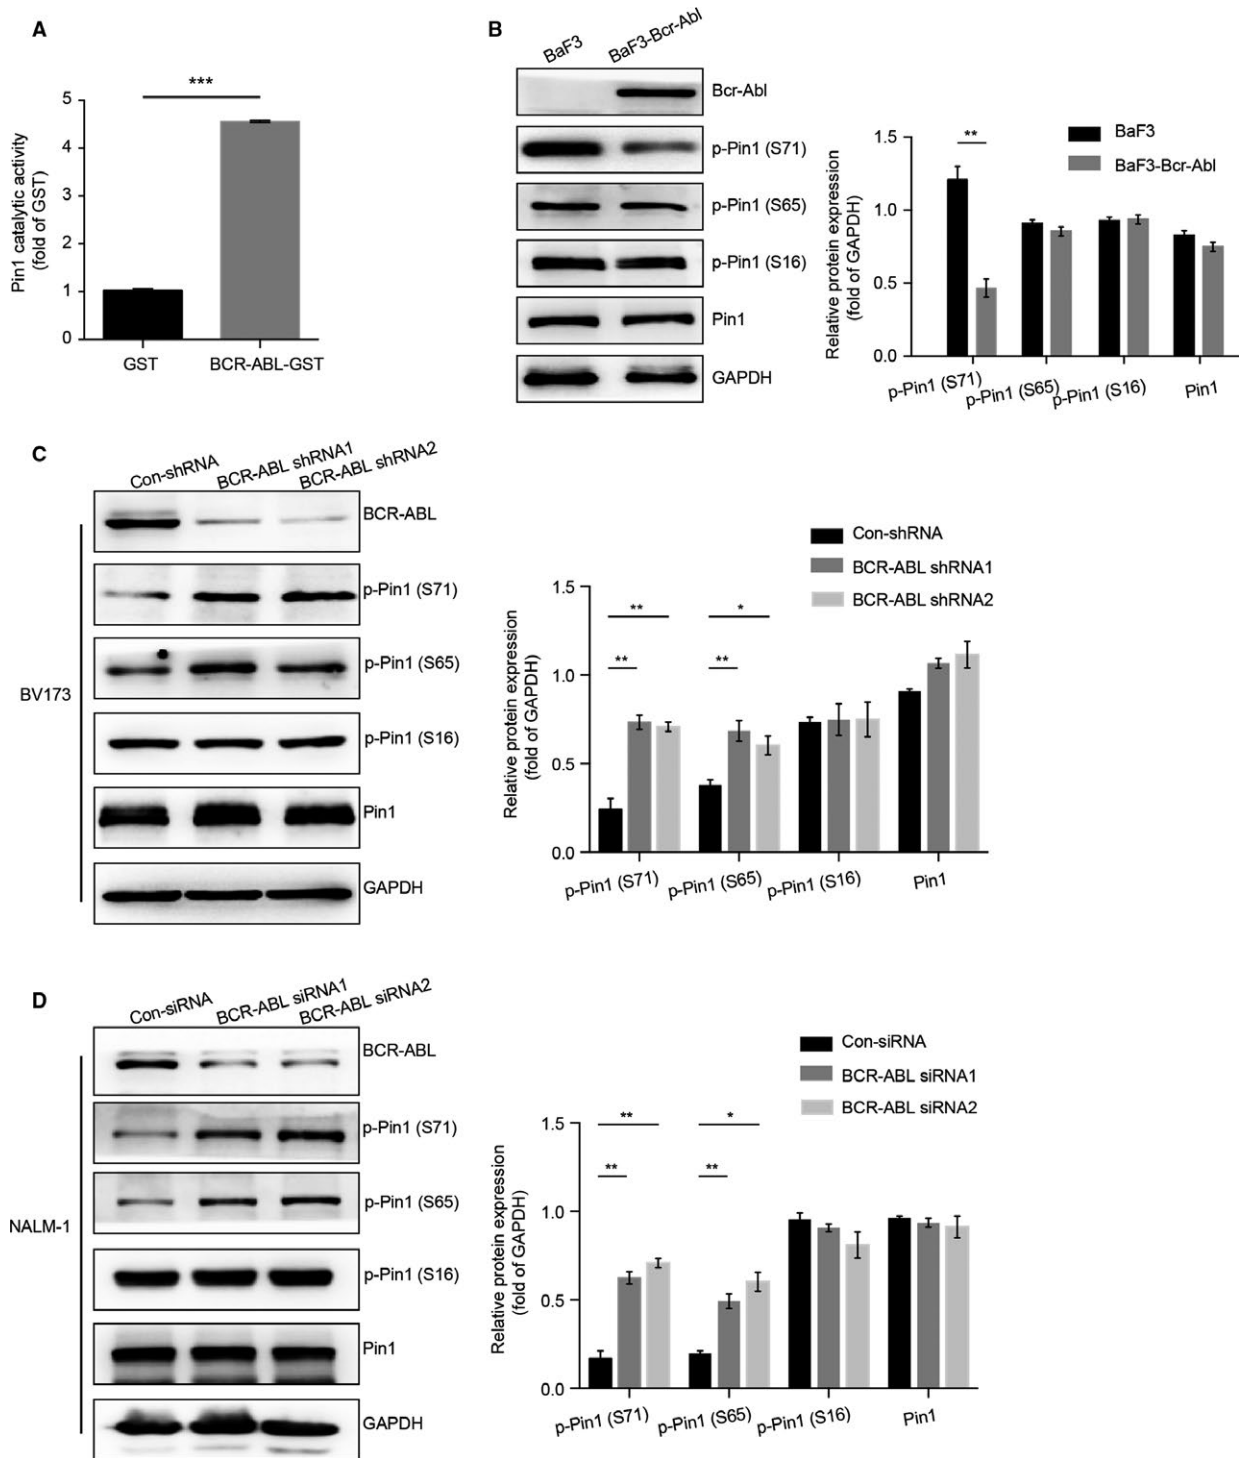 A
***
5
4
3
2
1
0
Pin1 catalytic activity
(fold of GST)
GST
BCR-ABL-GST
B
BaF3
BaF3-Bcr-Abl
Bcr-Abl
p-Pin1 (S71)
p-Pin1 (S65)
p-Pin1 (S16)
Pin1
GAPDH
BaF3
BaF3-Bcr-Abl
**
1.5
1.0
0.5
0.0
Relative protein expression
(fold of GAPDH)
p-Pin1 (S71)
p-Pin1 (S65)
p-Pin1 (S16)
Pin1
C
Con-shRNA
BCR-ABL shRNA1
BCR-ABL shRNA2
BCR-ABL
p-Pin1 (S71)
p-Pin1 (S65)
p-Pin1 (S16)
Pin1
GAPDH
BV173
Con-shRNA
BCR-ABL shRNA1
BCR-ABL shRNA2
** *
** **
1.5
1.0
0.5
0.0
Relative protein expression
(fold of GAPDH)
p-Pin1 (S71)
p-Pin1 (S65)
p-Pin1 (S16)
Pin1
D
Con-siRNA
BCR-ABL siRNA1
BCR-ABL siRNA2
BCR-ABL
p-Pin1 (S71)
p-Pin1 (S65)
p-Pin1 (S16)
Pin1
GAPDH
NALM-1
Con-siRNA
BCR-ABL siRNA1
BCR-ABL siRNA2
** *
** **
1.5
1.0
0.5
0.0
Relative protein expression
(fold of GAPDH)
p-Pin1 (S71)
p-Pin1 (S65)
p-Pin1 (S16)
Pin1